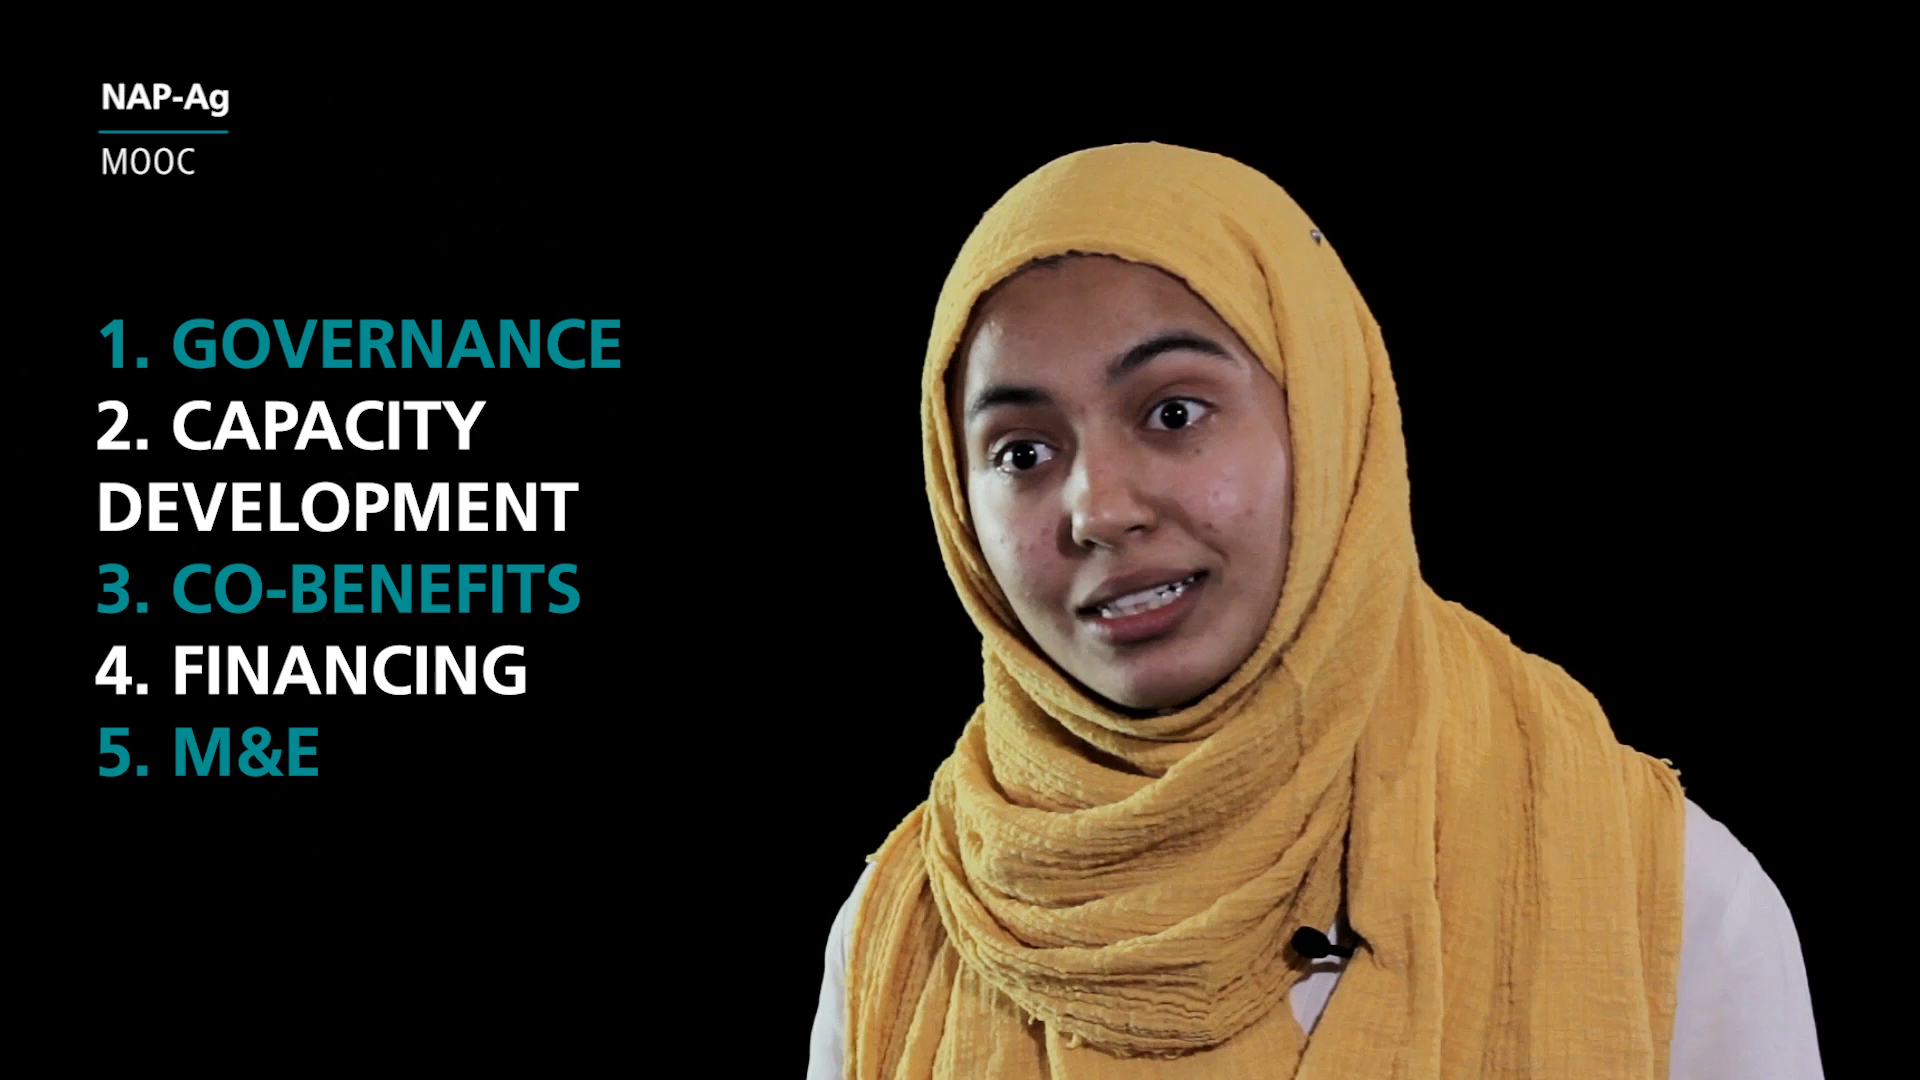 NAP-Ag
MOOC
1. GOVERNANCE
2. CAPACITY
DEVELOPMENT
3. CO-BENEFITS
4. FINANCING
5. M&E